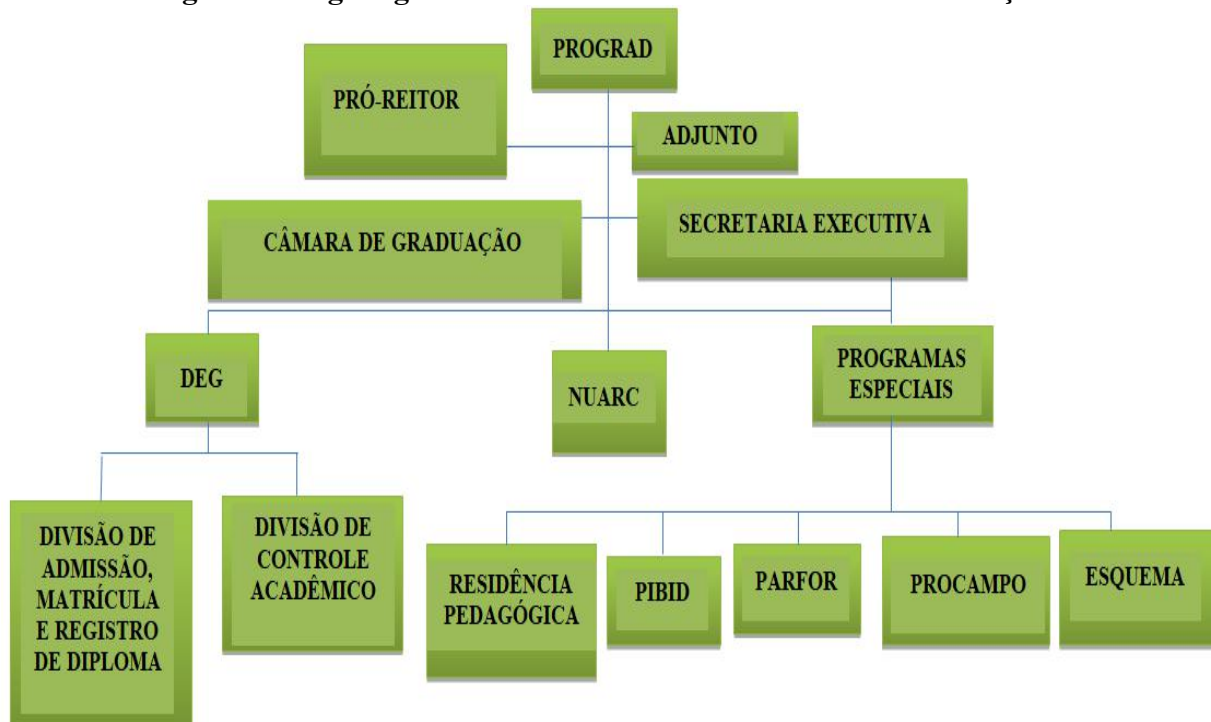 PROGRAD
PRÓ-REITOR
ADJUNTO
CÂMARA DE GRADUAÇÃO
SECRETARIA EXECUTIVA
DEG
NUARC
PROGRAMAS
ESPECIAIS
DIVISÃO DE
ADMISSÃO,
MATRÍCULA
E REGISTRO
DE DIPLOMA
DIVISÃO DE
CONTROLE
ACADÊMICO
RESIDÊNCIA
PEDAGÓGICA
PIBID
PARFOR
PROCAMPO
ESQUEMA